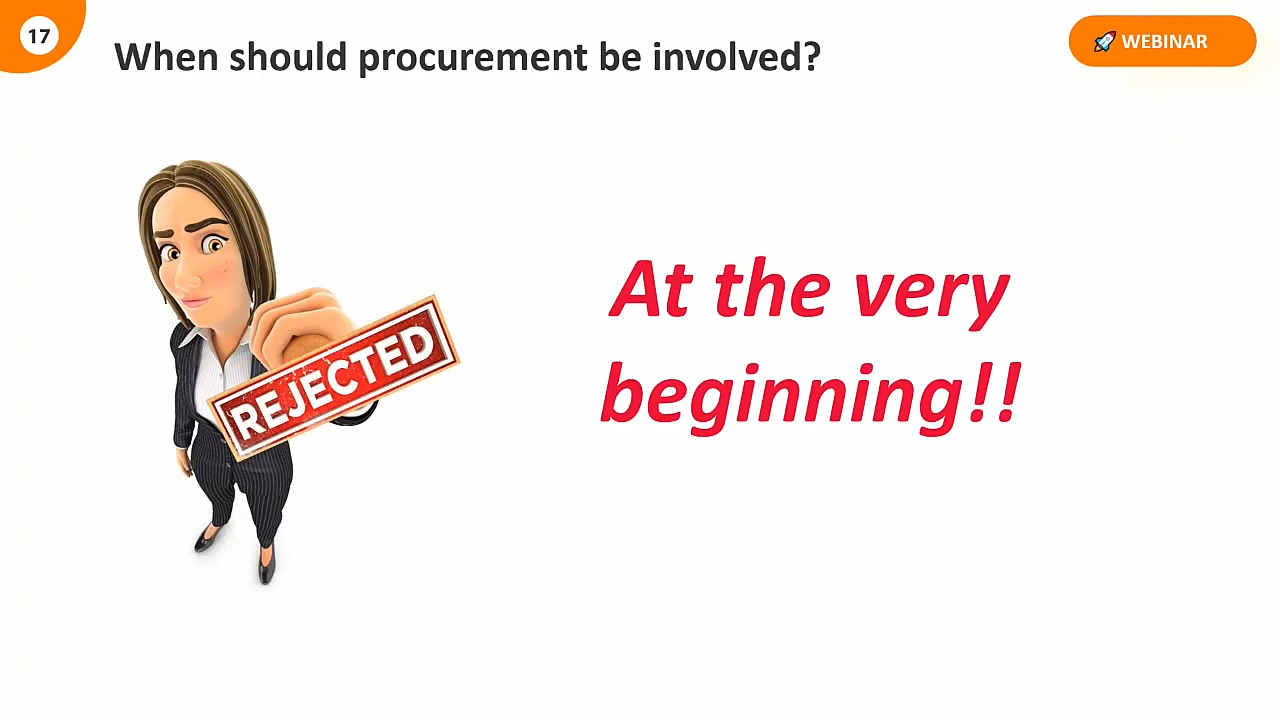 17
When should procurement be involved?
🚀 WEBINAR
REJECTED
At the very
beginning!!